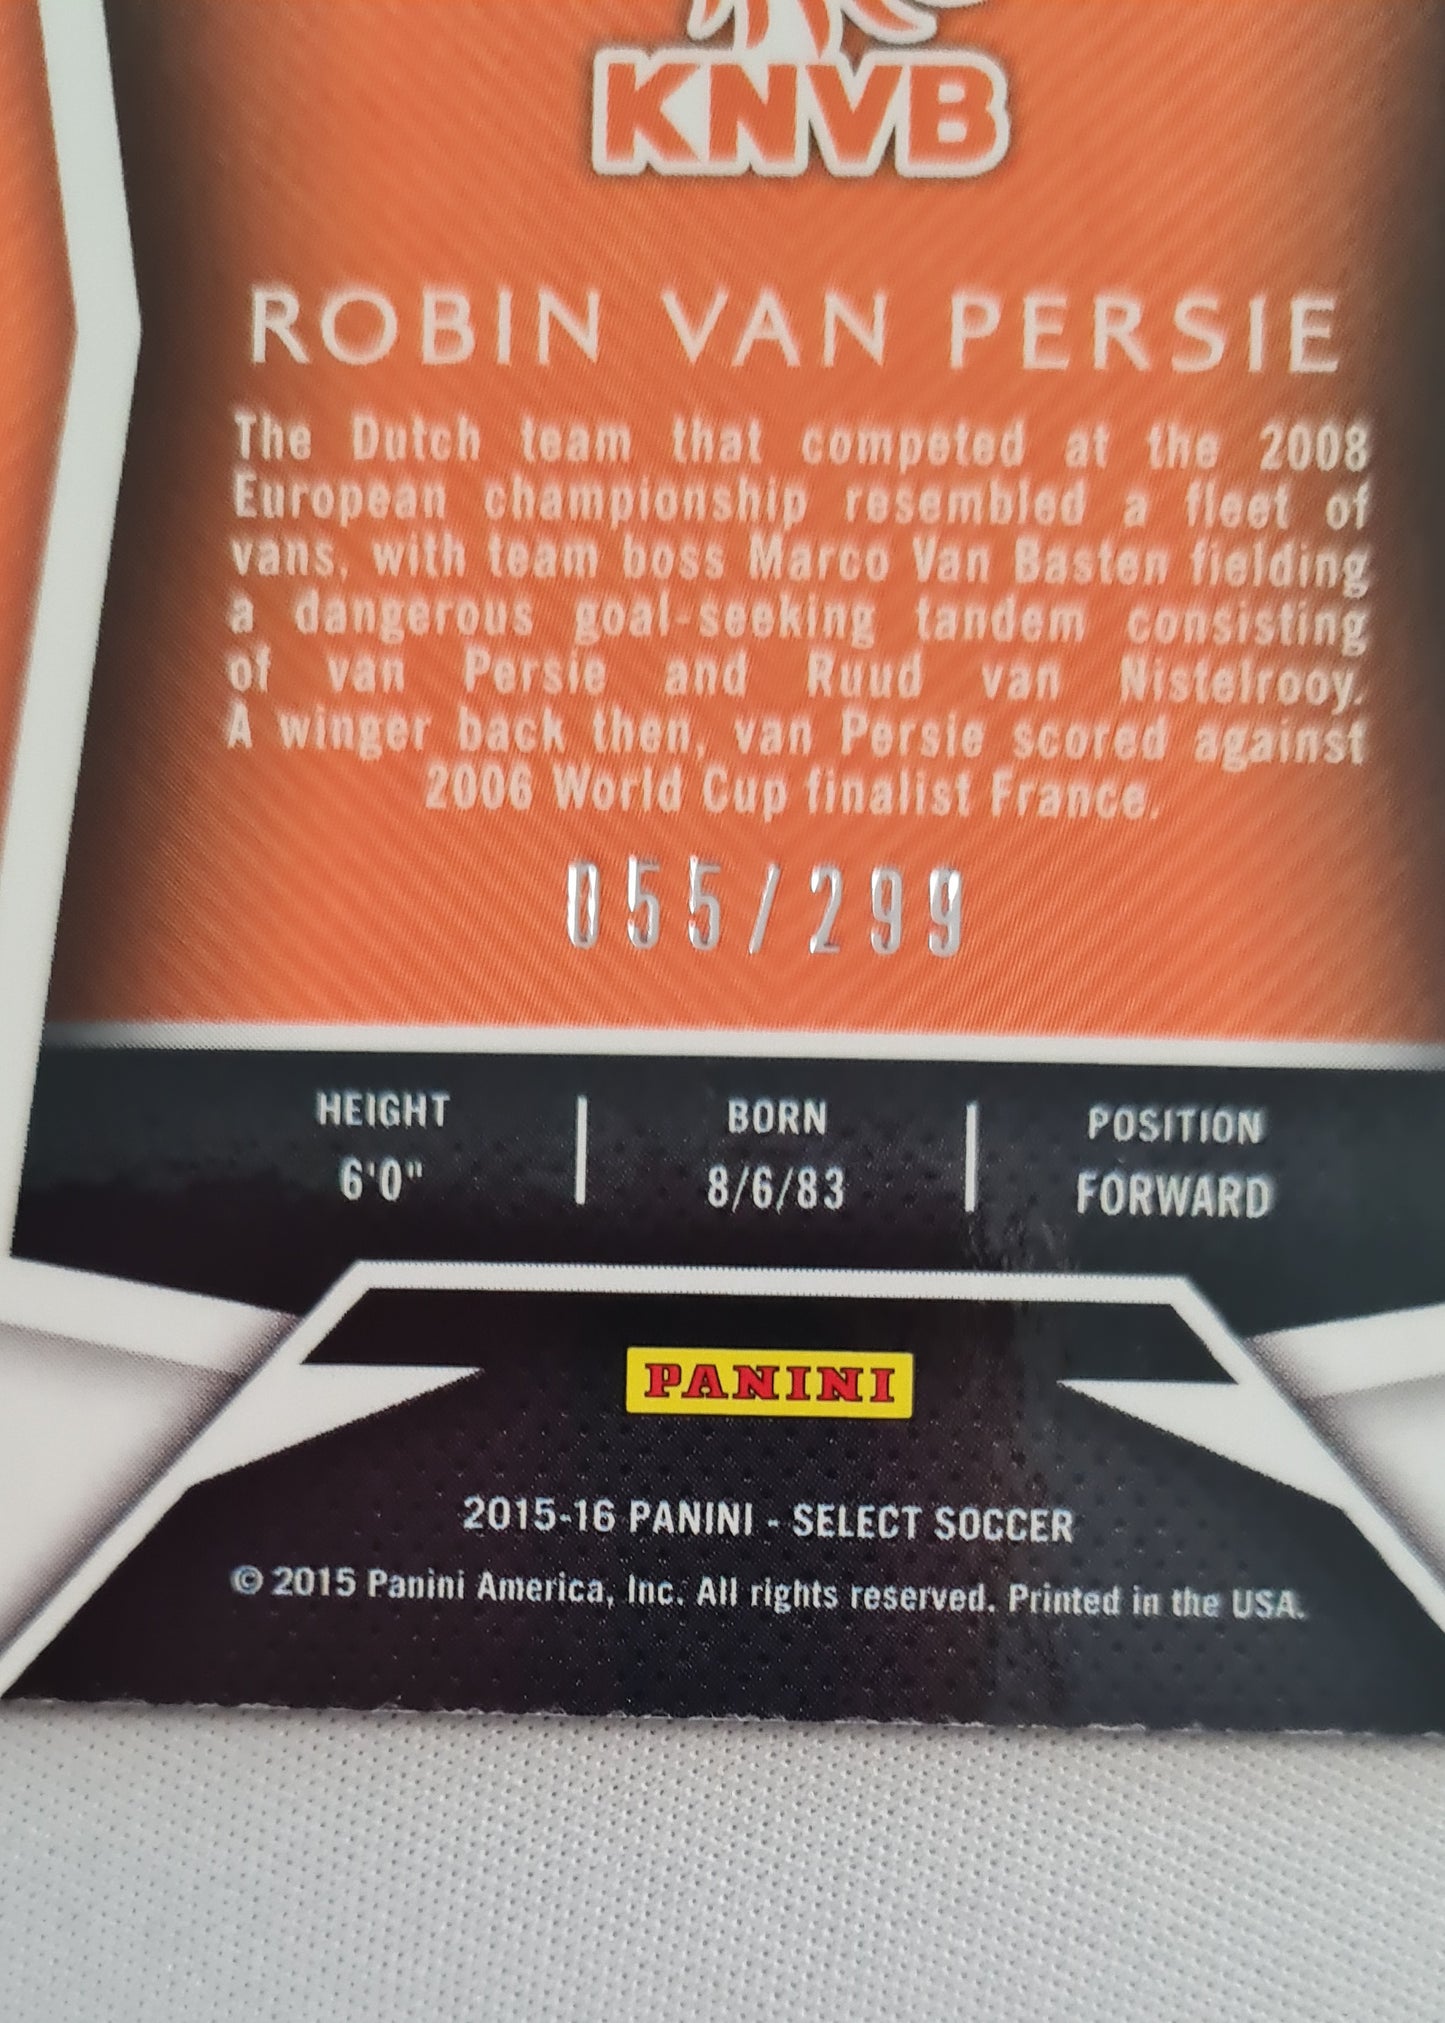 KNVB
ROBIN VAN PERSIE
The Dutch team that competed at the 2008
European championship resembled a fleet of
vans, with team boss Marco Van Basten fielding
a dangerous goal-seeking tandem consisting
of van Persie and Ruud van Nistelrooy.
A winger back then, van Persie scored against
2006 World Cup finalist France.
055/299
HEIGHT BORN POSITION
6'0" 8/6/83 FORWARD
PANINI
2015-16 PANINI - SELECT SOCCER
© 2015 Panini America, Inc. All rights reserved. Printed in the USA.